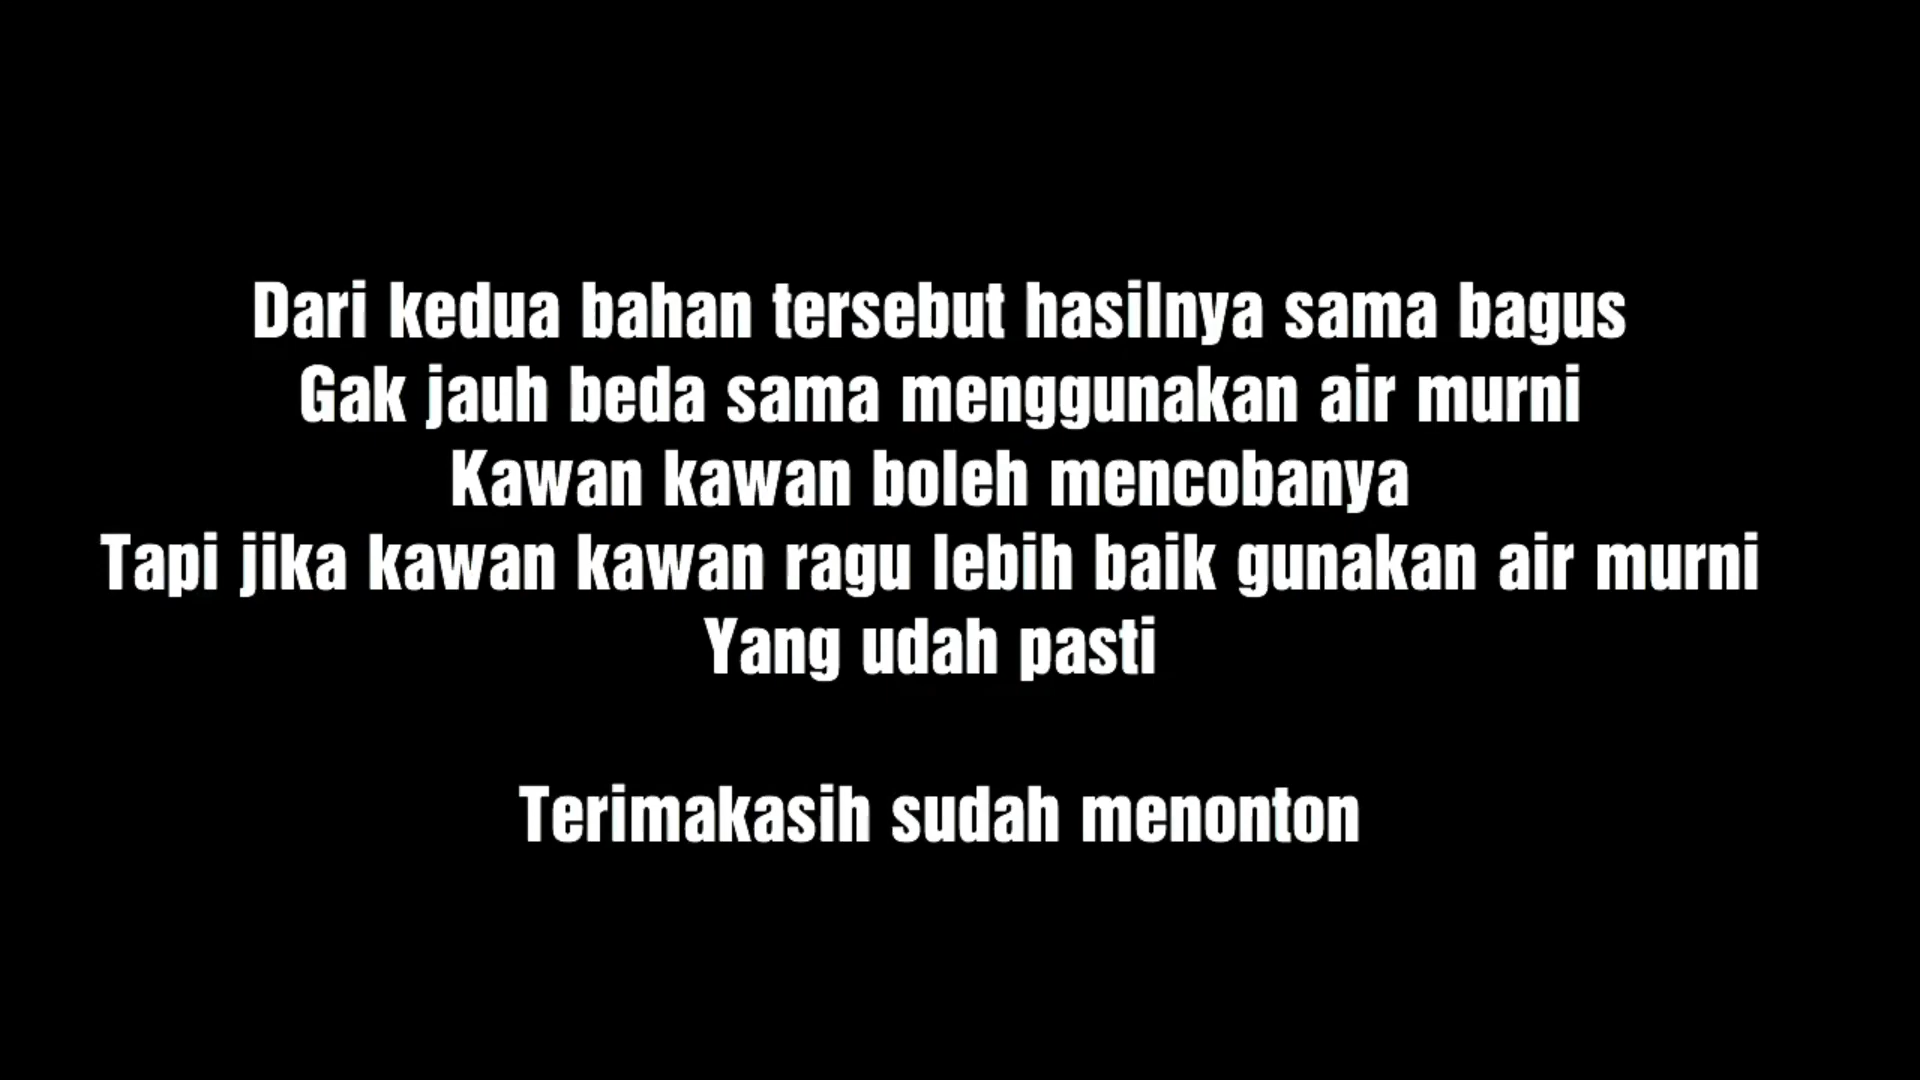 Dari kedua bahan tersebut hasilnya sama bagus
Gak jauh beda sama menggunakan air murni
Kawan kawan boleh mencobanya
Tapi jika kawan kawan ragu lebih baik gunakan air murni
Yang udah pasti
Terimakasih sudah menonton